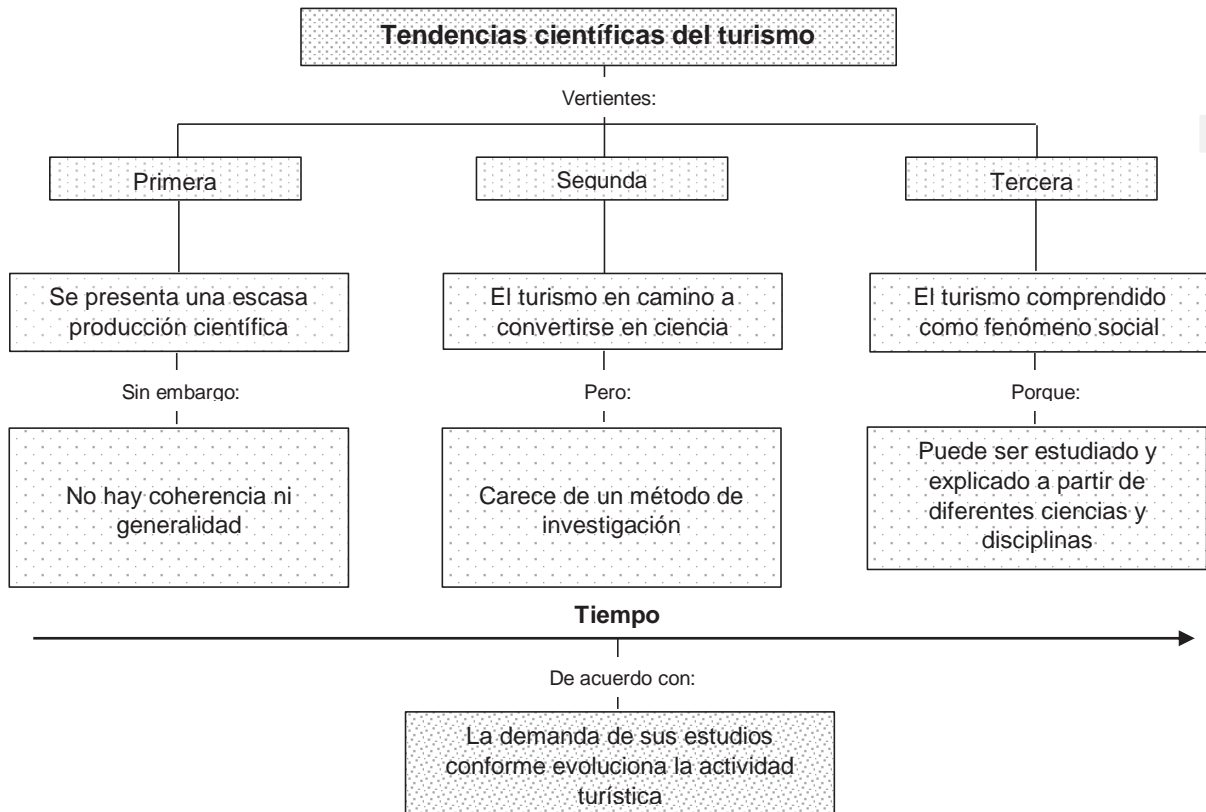 Tendencias científicas del turismo
Vertientes:
Primera
Segunda
Tercera
Se presenta una escasa
producción científica
El turismo en camino a
convertirse en ciencia
El turismo comprendido
como fenómeno social
Sin embargo:
Pero:
Porque:
No hay coherencia ni
generalidad
Carece de un método de
investigación
Puede ser estudiado y
explicado a partir de
diferentes ciencias y
disciplinas
Tiempo
De acuerdo con:
La demanda de sus estudios
conforme evoluciona la actividad
turística